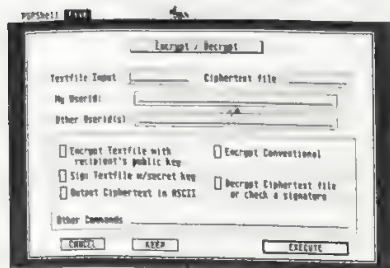 PGPShell File
Encrypt / Decrypt
Textfile Input Ciphertext file
My Userid:
Other Userid(s)
Encrypt Textfile with recipient's public key
Encrypt Conventional
Sign Textfile w/secret key
Decrypt Ciphertext file or check a signature
Output Ciphertext in ASCII
Other Commands
CANCEL KEEP EXECUTE